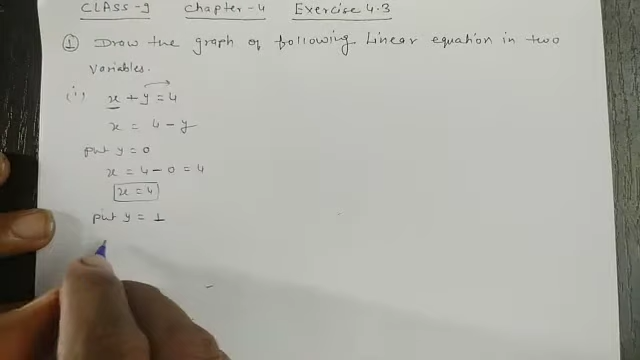 CLASS-9 Chapter-4 Exercise 4.3
① Draw the graph of following Linear equation in two
Variables.
(i) x + y = 4
x = 4 - y
put y = 0
x = 4 - 0 = 4
x = 4
put y = 1